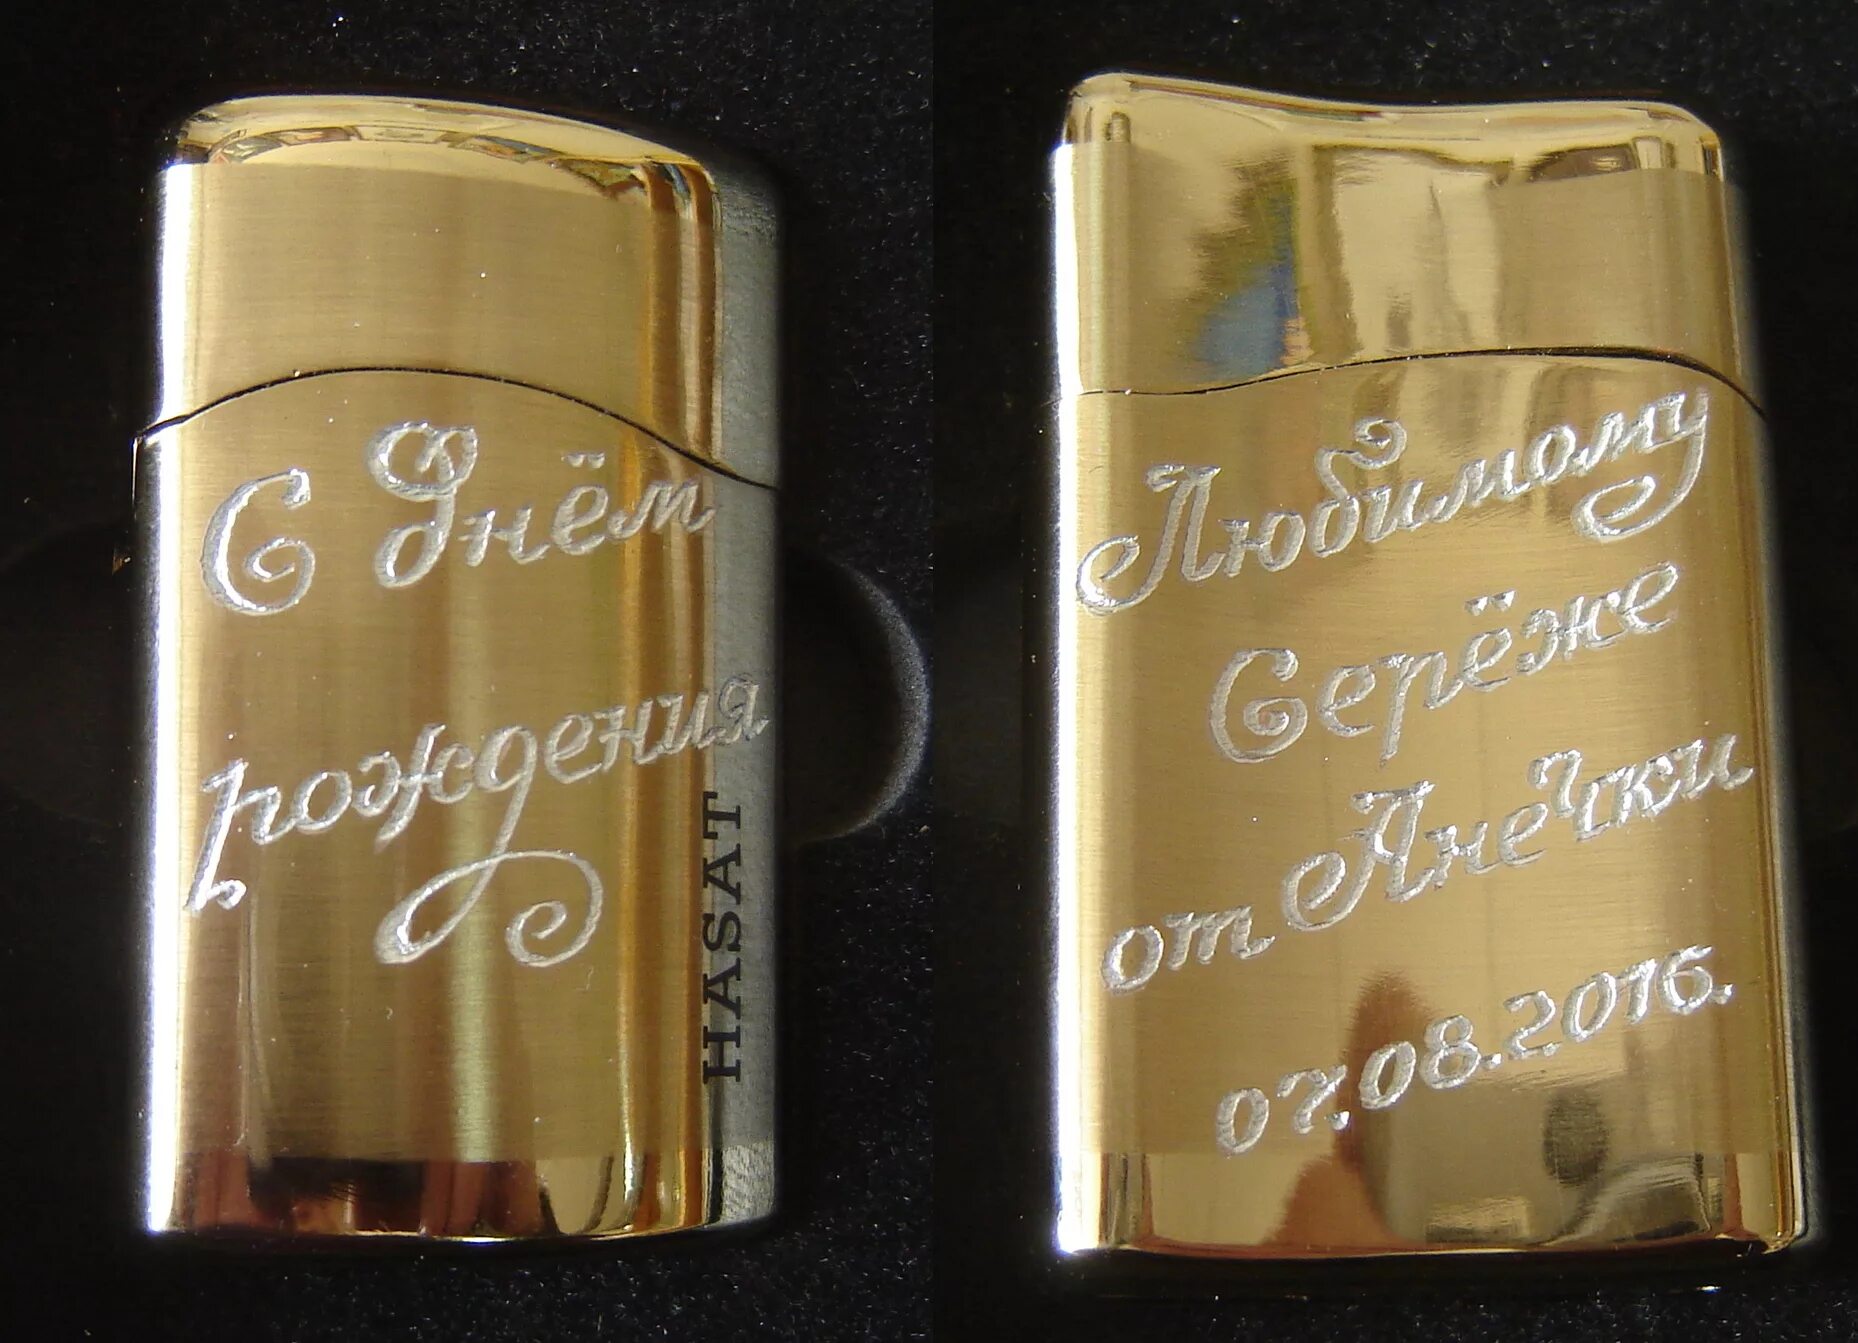 С Днём
рождения
HASAT
Любимому
Серёже
от Анечки
07.08.2016.